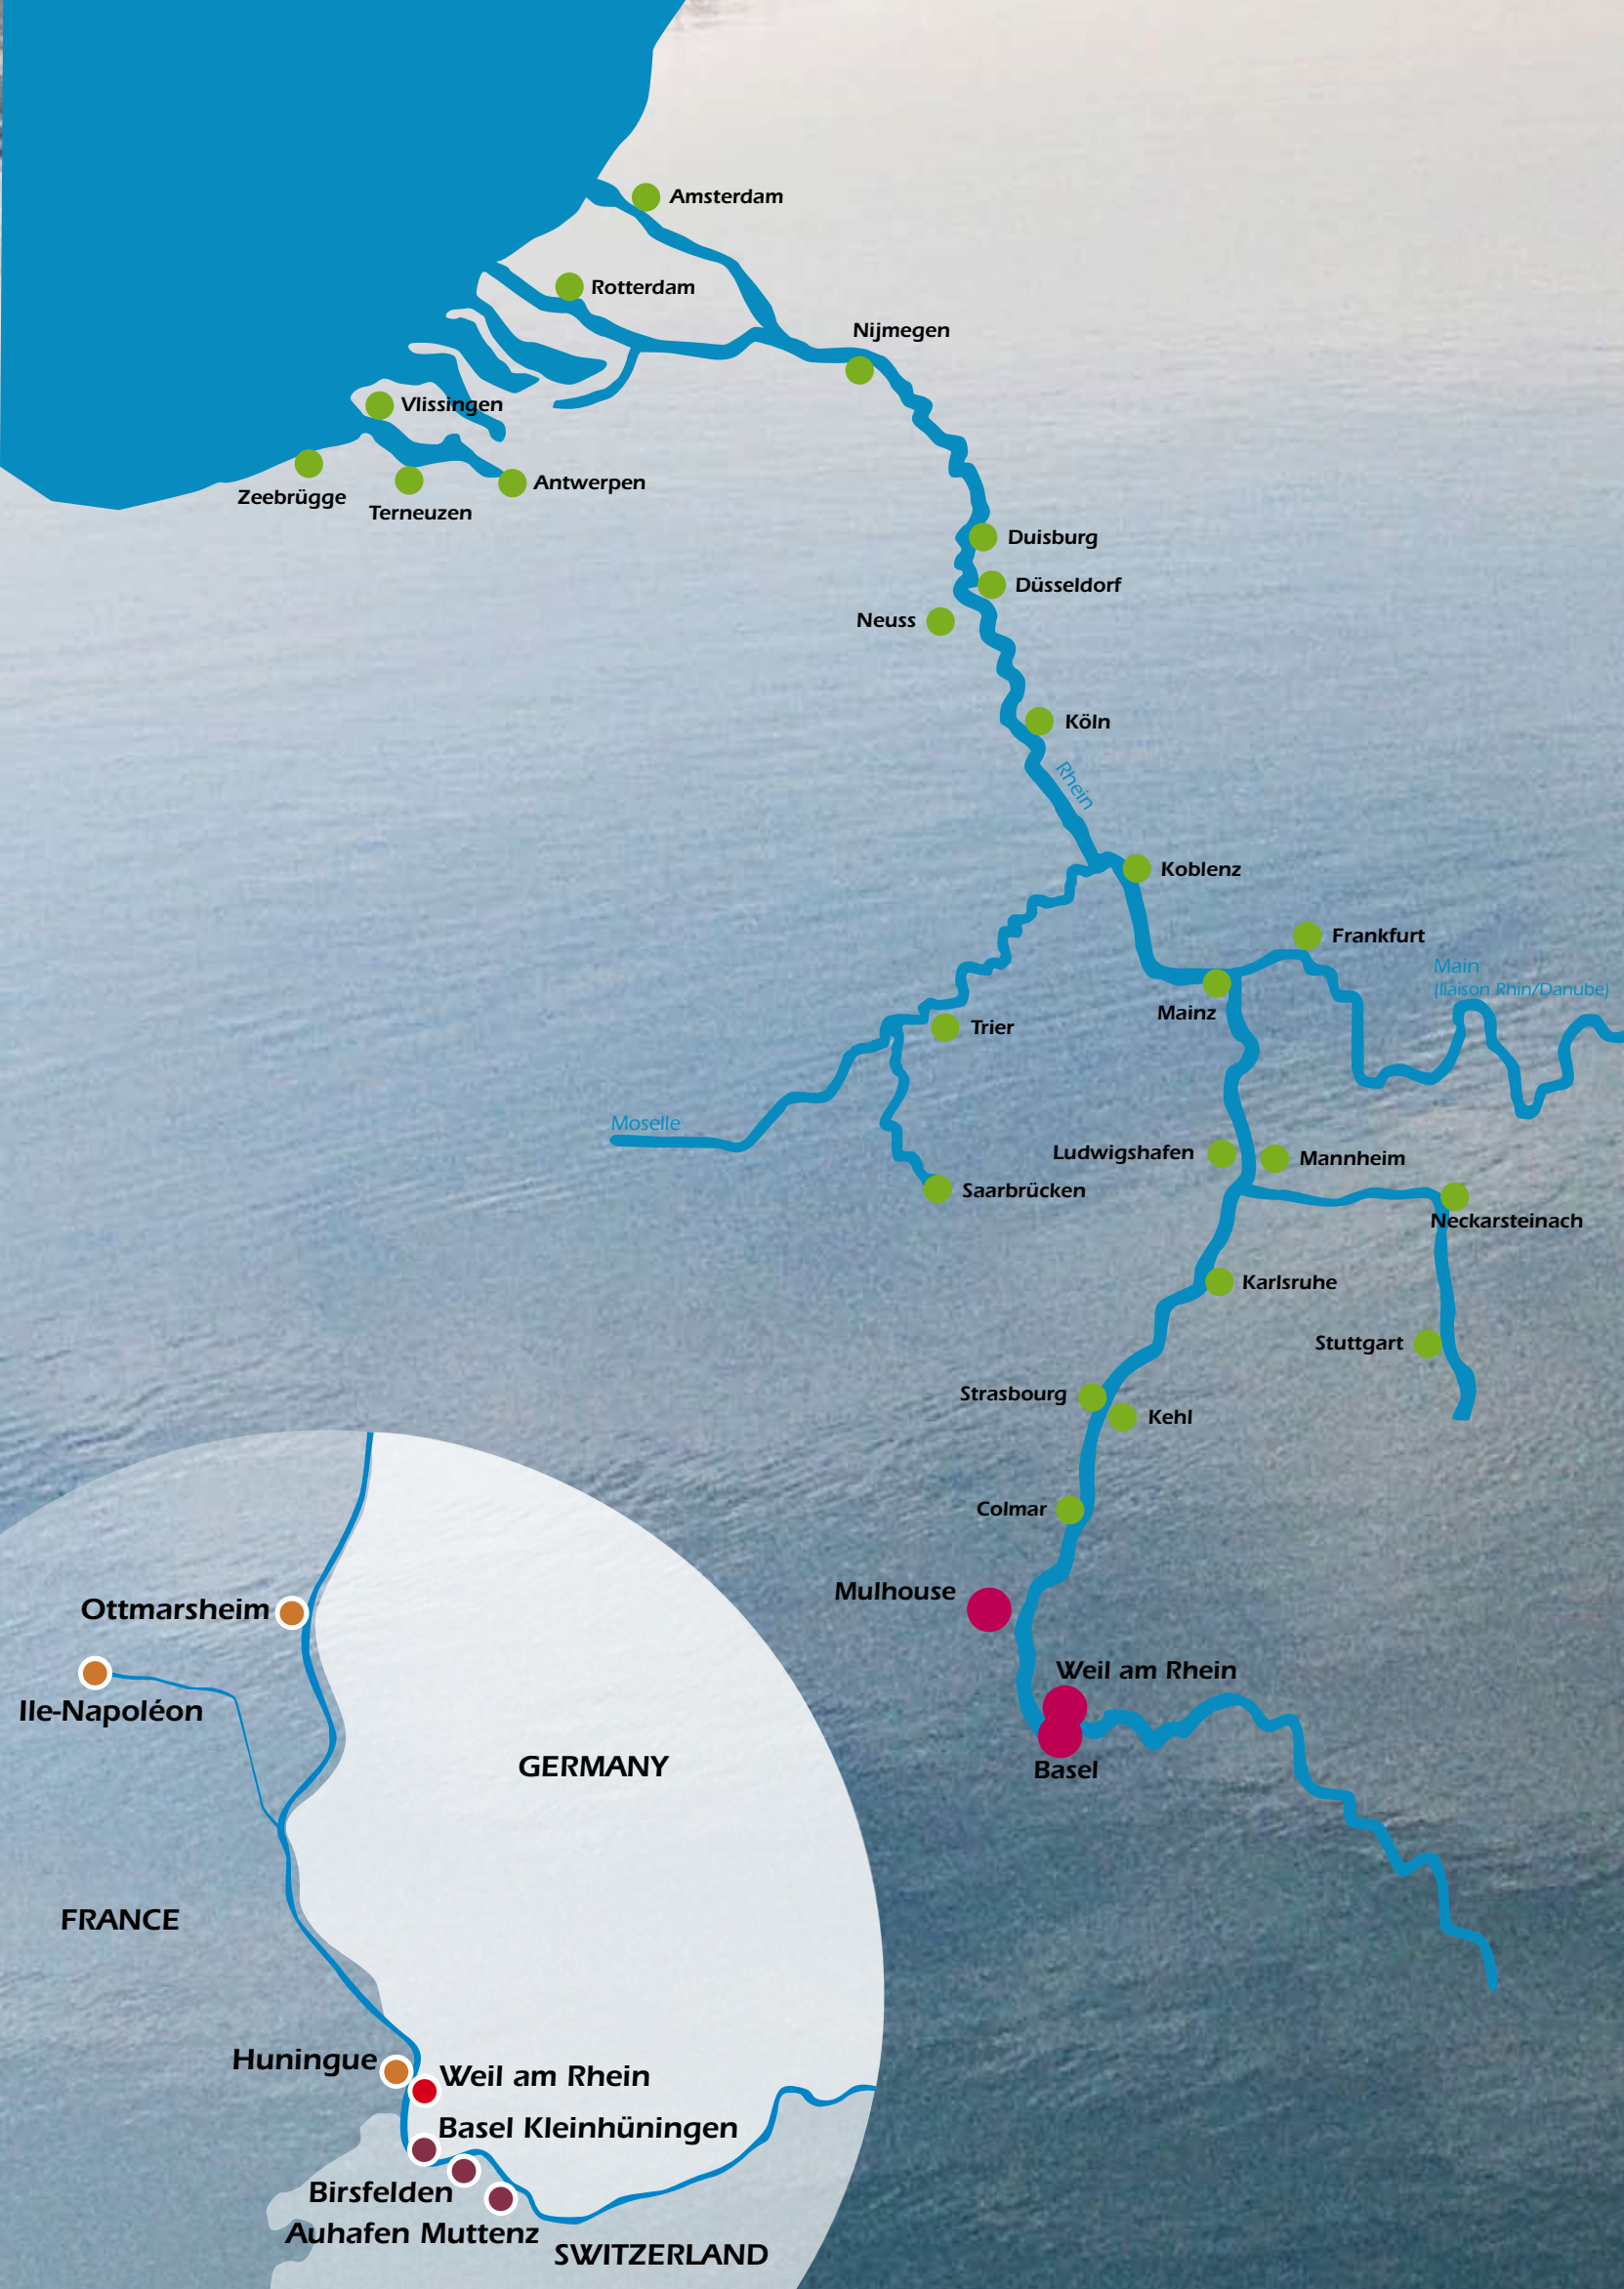 Amsterdam
Rotterdam
Nijmegen
Vlissingen
Zeebrügge
Terneuzen
Antwerpen
Duisburg
Düsseldorf
Neuss
Köln
Rhein
Koblenz
Frankfurt
Main
(liaison Rhin/Danube)
Mainz
Trier
Moselle
Ludwigshafen
Mannheim
Saarbrücken
Neckarsteinach
Karlsruhe
Stuttgart
Strasbourg
Kehl
Colmar
Mulhouse
Weil am Rhein
Basel
Ottmarsheim
Ile-Napoléon
GERMANY
FRANCE
Huningue
Weil am Rhein
Basel Kleinhüningen
Birsfelden
Auhafen Muttenz
SWITZERLAND